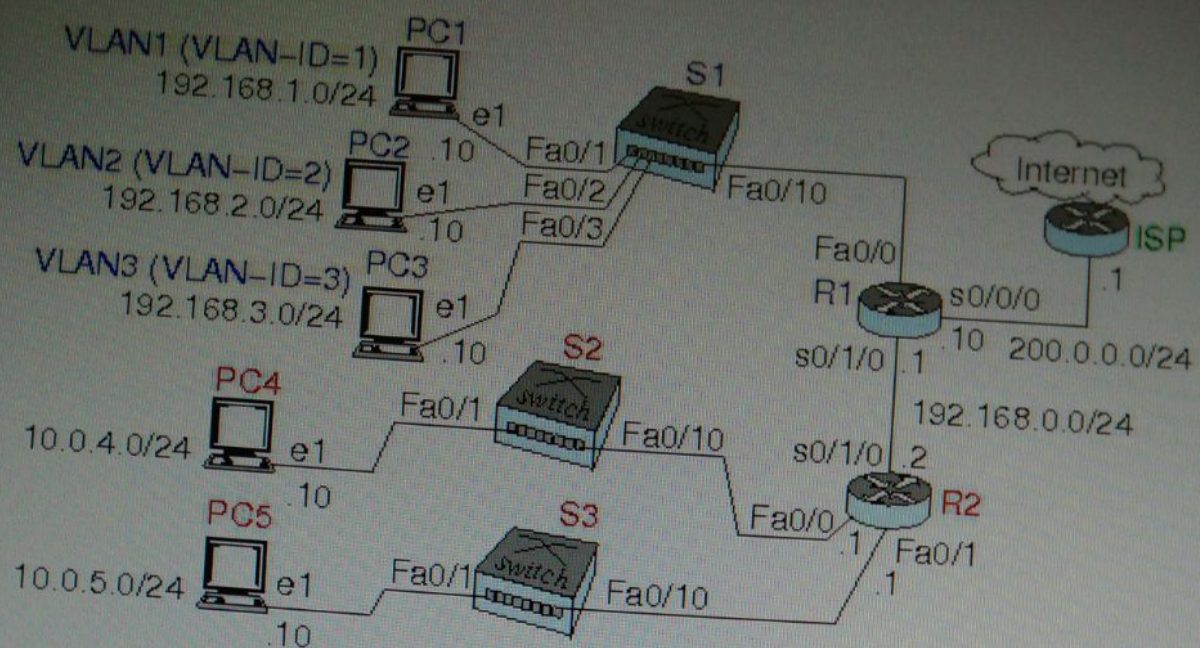 VLAN1 (VLAN-ID=1)
192.168.1.0/24
PC1
e1
.10
S1
switch
Fa0/1
Fa0/2
Fa0/3
Fa0/10
VLAN2 (VLAN-ID=2)
192.168.2.0/24
PC2
e1
.10
VLAN3 (VLAN-ID=3)
192.168.3.0/24
PC3
e1
.10
Internet
ISP
.1
Fa0/0
R1
s0/0/0
.10
200.0.0.0/24
s0/1/0
.1
192.168.0.0/24
s0/1/0
.2
R2
PC4
10.0.4.0/24
e1
.10
S2
switch
Fa0/1
Fa0/10
Fa0/0
.1
Fa0/1
.1
PC5
10.0.5.0/24
e1
.10
S3
switch
Fa0/1
Fa0/10